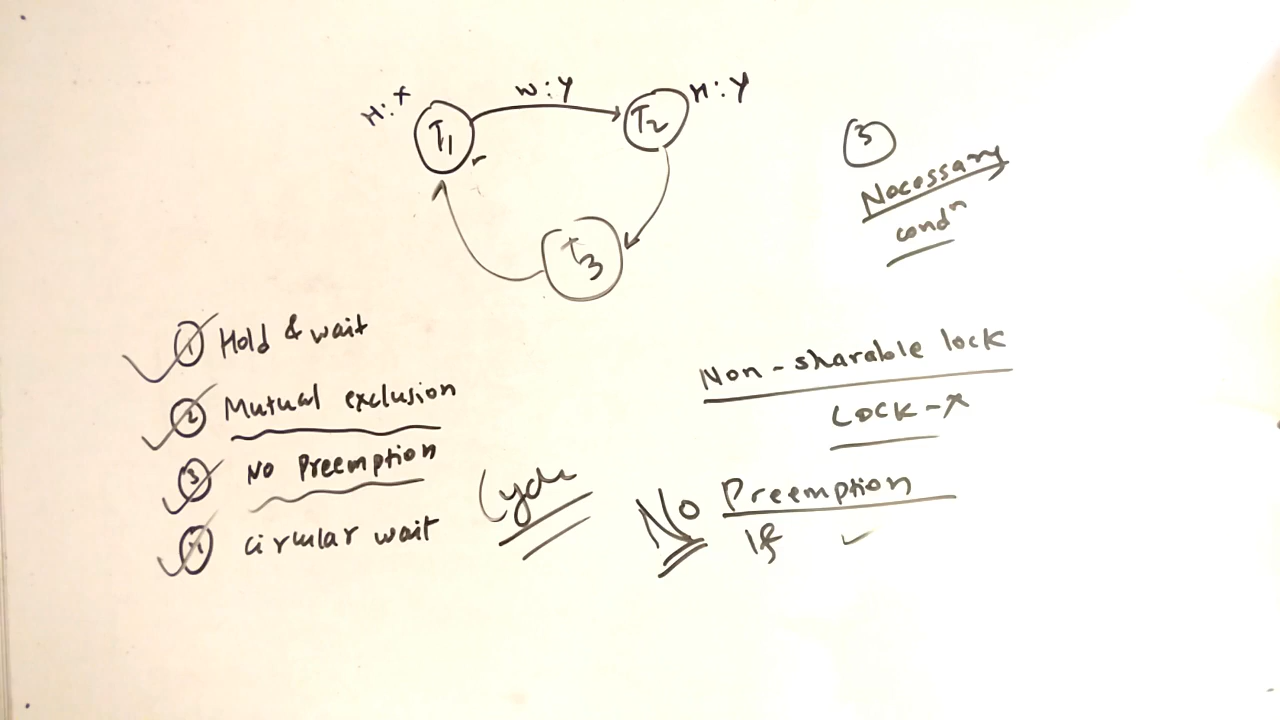 H:X
T1
W:Y
T2
H:Y
T3
3
Necessary
condⁿ
1 Hold & wait
2 Mutual exclusion
3 No Preemption
4 circular wait
Cycle
Non-sharable lock
Lock-X
No Preemption
If